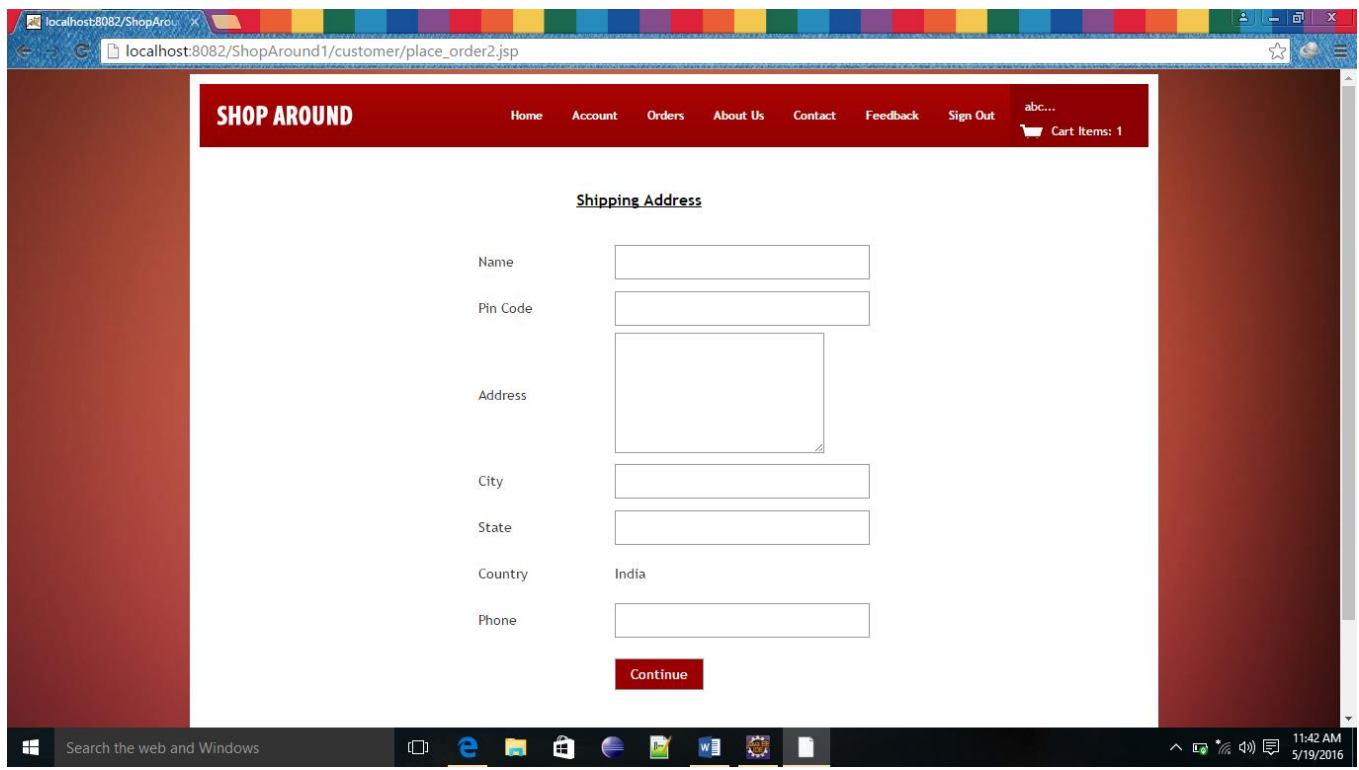 localhost:8082/ShopArou
localhost:8082/ShopAround1/customer/place_order2.jsp
SHOP AROUND
Home Account Orders About Us Contact Feedback Sign Out
abc...
Cart Items: 1
Shipping Address
Name
Pin Code
Address
City
State
Country India
Phone
Continue
Search the web and Windows
11:42 AM
5/19/2016